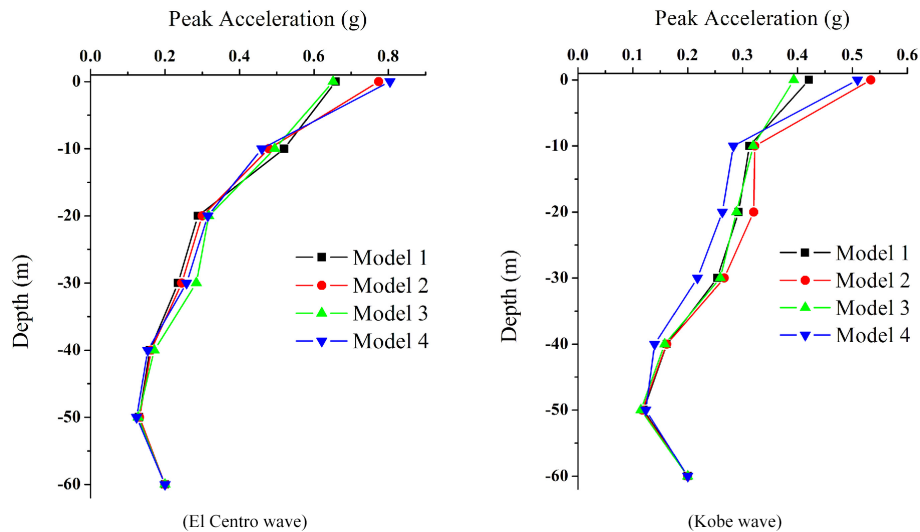 Peak Acceleration (g)
0.0 0.2 0.4 0.6 0.8
0
-10
-20
-30
-40
-50
-60
Depth (m)
Model 1
Model 2
Model 3
Model 4
(El Centro wave)
Peak Acceleration (g)
0.0 0.1 0.2 0.3 0.4 0.5 0.6
0
-10
-20
-30
-40
-50
-60
Depth (m)
Model 1
Model 2
Model 3
Model 4
(Kobe wave)